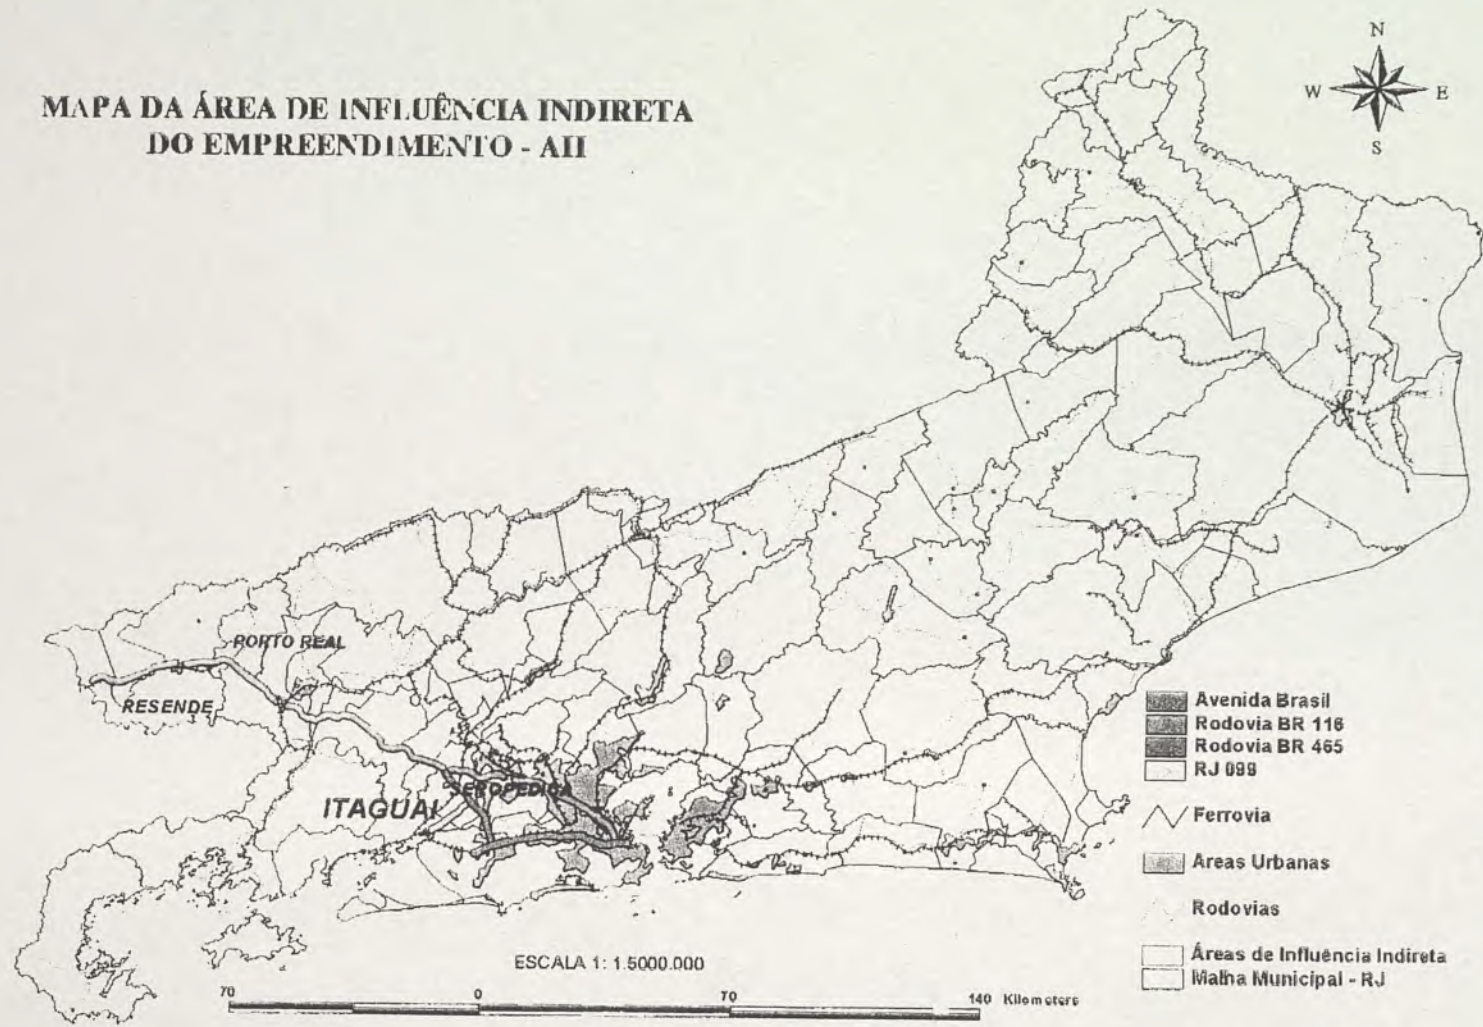 MAPA DA ÁREA DE INFLUÊNCIA INDIRETA
DO EMPREENDIMENTO - AII
N
W E
S
PORTO REAL
RESENDE
SEROPEDICA
ITAGUAI
Avenida Brasil
Rodovia BR 116
Rodovia BR 465
RJ 099
Ferrovia
Areas Urbanas
Rodovias
Áreas de Influência Indireta
Malha Municipal - RJ
ESCALA 1: 1.5000.000
70 0 70 140 Kilometers